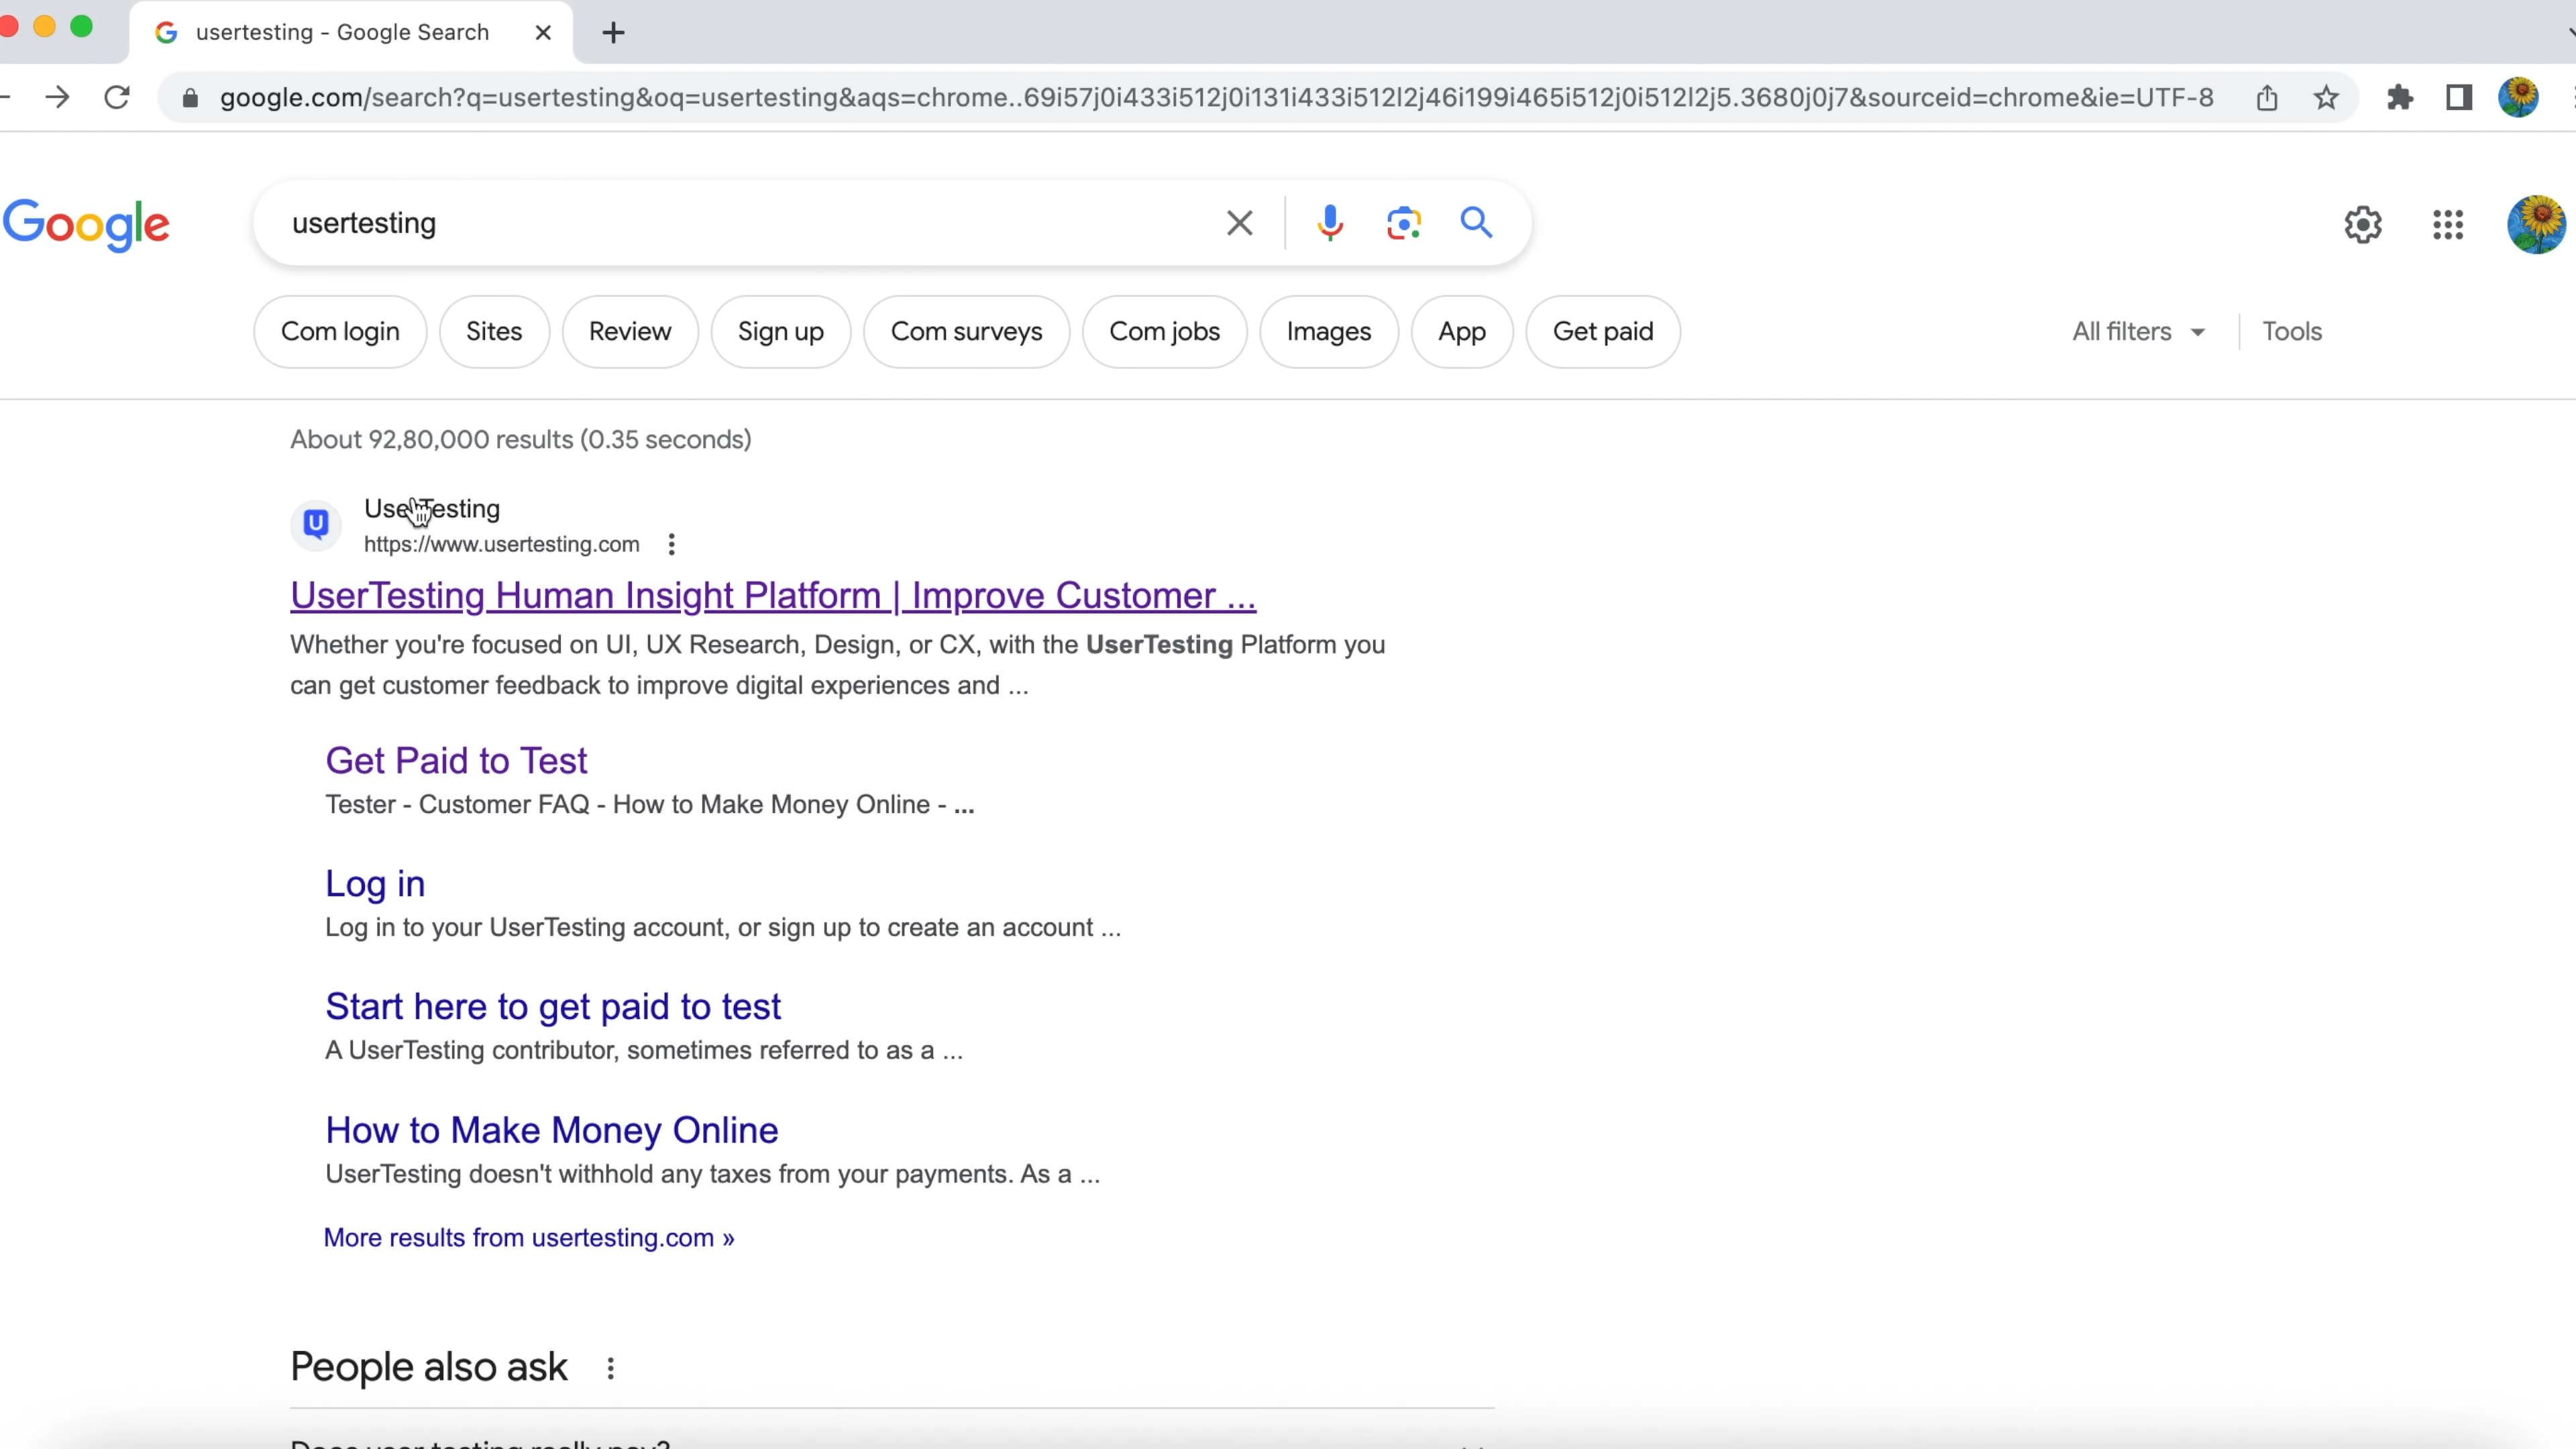 usertesting - Google Search
google.com/search?q=usertesting&oq=usertesting&aqs=chrome..69i57j0i433i512j0i131i433i512l2j46i199i465i512j0i512l2j5.3680j0j7&sourceid=chrome&ie=UTF-8
Google
usertesting
Com login
Sites
Review
Sign up
Com surveys
Com jobs
Images
App
Get paid
All filters
Tools
About 92,80,000 results (0.35 seconds)
UserTesting
https://www.usertesting.com
UserTesting Human Insight Platform | Improve Customer ...
Whether you're focused on UI, UX Research, Design, or CX, with the UserTesting Platform you
can get customer feedback to improve digital experiences and ...
Get Paid to Test
Tester - Customer FAQ - How to Make Money Online - ...
Log in
Log in to your UserTesting account, or sign up to create an account ...
Start here to get paid to test
A UserTesting contributor, sometimes referred to as a ...
How to Make Money Online
UserTesting doesn't withhold any taxes from your payments. As a ...
More results from usertesting.com »
People also ask
Does user testing really pay?